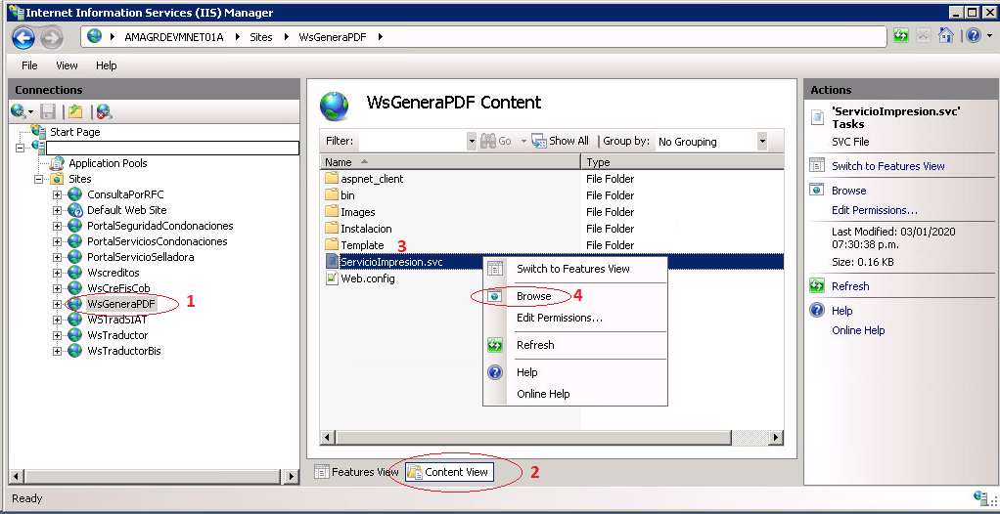 Internet Information Services (IIS) Manager
AMAGRDEVMNET01A Sites WsGeneraPDF
File View Help
Connections
Start Page
Application Pools
Sites
ConsultaPorRFC
Default Web Site
PortalSeguridadCondonaciones
PortalServiciosCondonaciones
PortalServicioSelladora
Wscreditos
WsCreFisCob
WsGeneraPDF 1
WSTradSIAT
WsTraductor
WsTraductorBis
WsGeneraPDF Content
Filter: Go Show All Group by: No Grouping
Name Type
aspnet_client File Folder
bin File Folder
Images File Folder
Instalacion File Folder
Template 3 File Folder
ServicioImpresion.svc
Web.config
Switch to Features View
Browse 4
Edit Permissions...
Refresh
Help
Online Help
Features View Content View 2
Actions
'ServicioImpresion.svc'
Tasks
SVC File
Switch to Features View
Browse
Edit Permissions...
Last Modified: 03/01/2020
07:30:38 p.m.
Size: 0.16 KB
Refresh
Help
Online Help
Ready